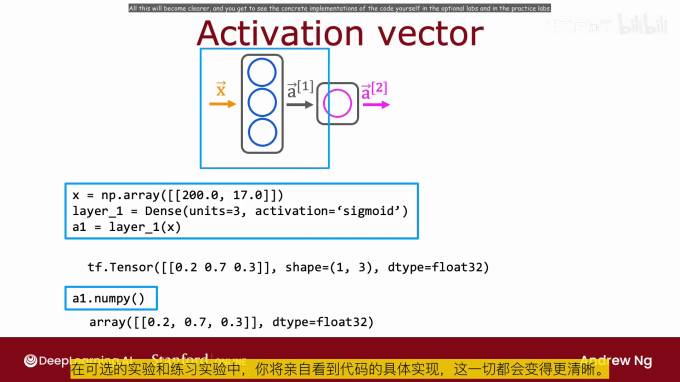 All this will become clearer, and you get to see the concrete implementations of the code yourself in the optional labs and in the practice labs.
bilibili
Activation vector
x⃗
a⃗[1]
a⃗[2]
x = np.array([[200.0, 17.0]])
layer_1 = Dense(units=3, activation=‘sigmoid’)
a1 = layer_1(x)
tf.Tensor([[0.2 0.7 0.3]], shape=(1, 3), dtype=float32)
a1.numpy()
array([[0.2, 0.7, 0.3]], dtype=float32)
DeepLearning.AI
Andrew Ng
在可选的实验和练习实验中，你将亲自看到代码的具体实现，这一切都会变得更清晰。